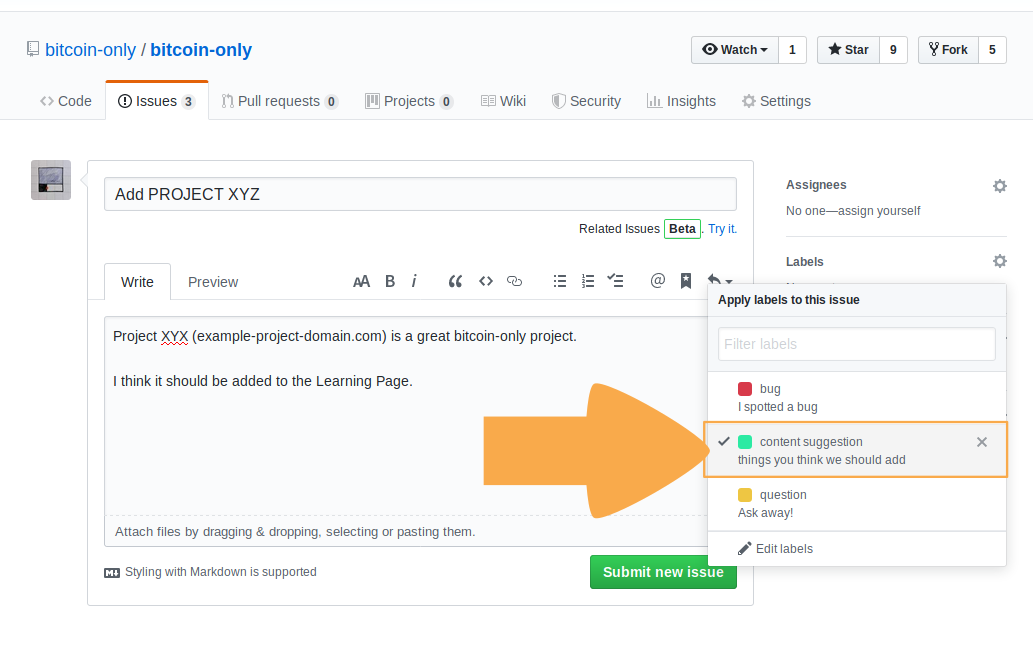 bitcoin-only / bitcoin-only
Watch 1 Star 9 Fork 5
Code Issues 3 Pull requests 0 Projects 0 Wiki Security Insights Settings
Add PROJECT XYZ
Related Issues Beta . Try it.
Write Preview
Project XYX (example-project-domain.com) is a great bitcoin-only project.
I think it should be added to the Learning Page.
Attach files by dragging & dropping, selecting or pasting them.
Styling with Markdown is supported
Submit new issue
Assignees
No one—assign yourself
Labels
Apply labels to this issue
Filter labels
bug
I spotted a bug
content suggestion
things you think we should add
question
Ask away!
Edit labels